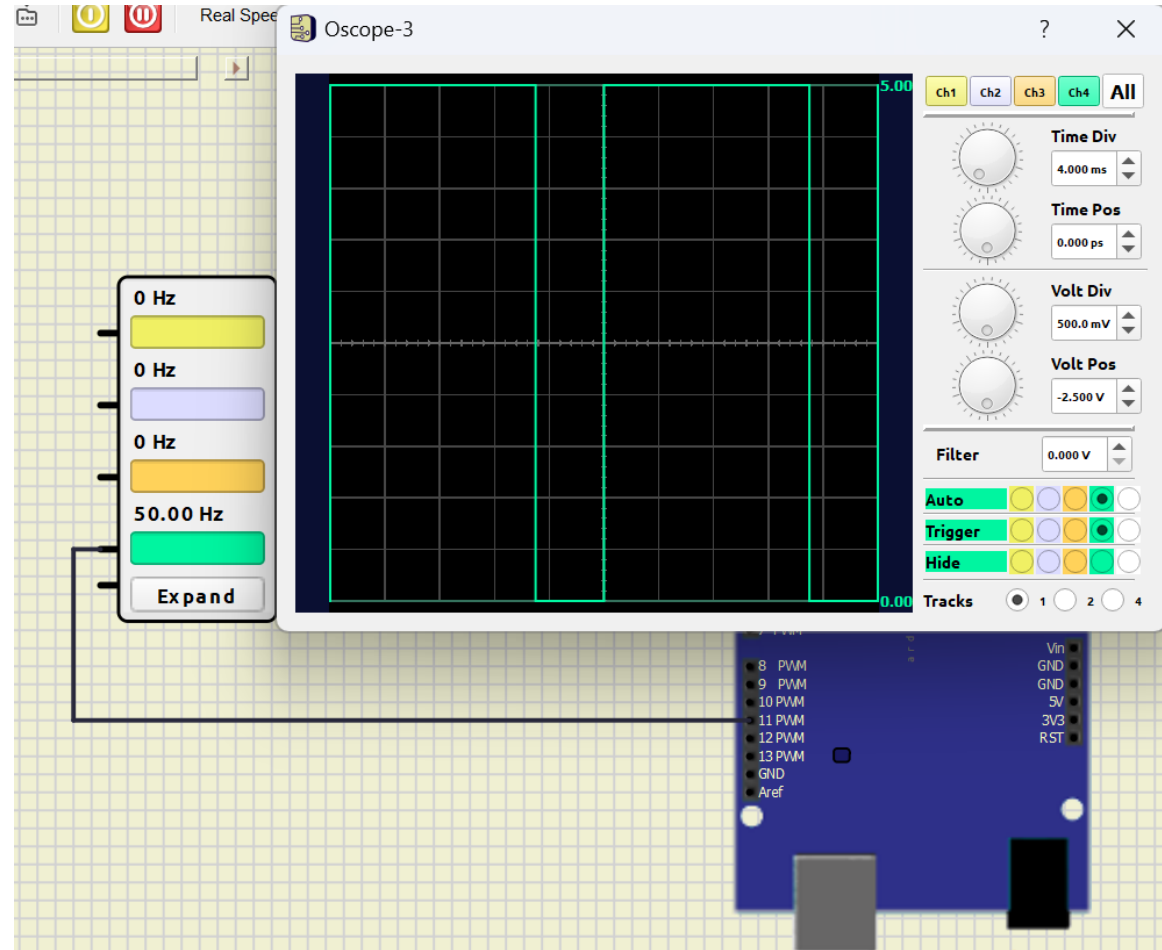 Real Spee
Oscope-3
?
5.00
0.00
Ch1 Ch2 Ch3 Ch4 All
Time Div
4.000 ms
Time Pos
0.000 ps
Volt Div
500.0 mV
Volt Pos
-2.500 V
Filter
0.000 V
Auto
Trigger
Hide
Tracks 1 2 4
0 Hz
0 Hz
0 Hz
50.00 Hz
Expand
8 PWM
9 PWM
10 PWM
11 PWM
12 PWM
13 PWM
GND
Aref
Vin
GND
GND
5V
3V3
RST